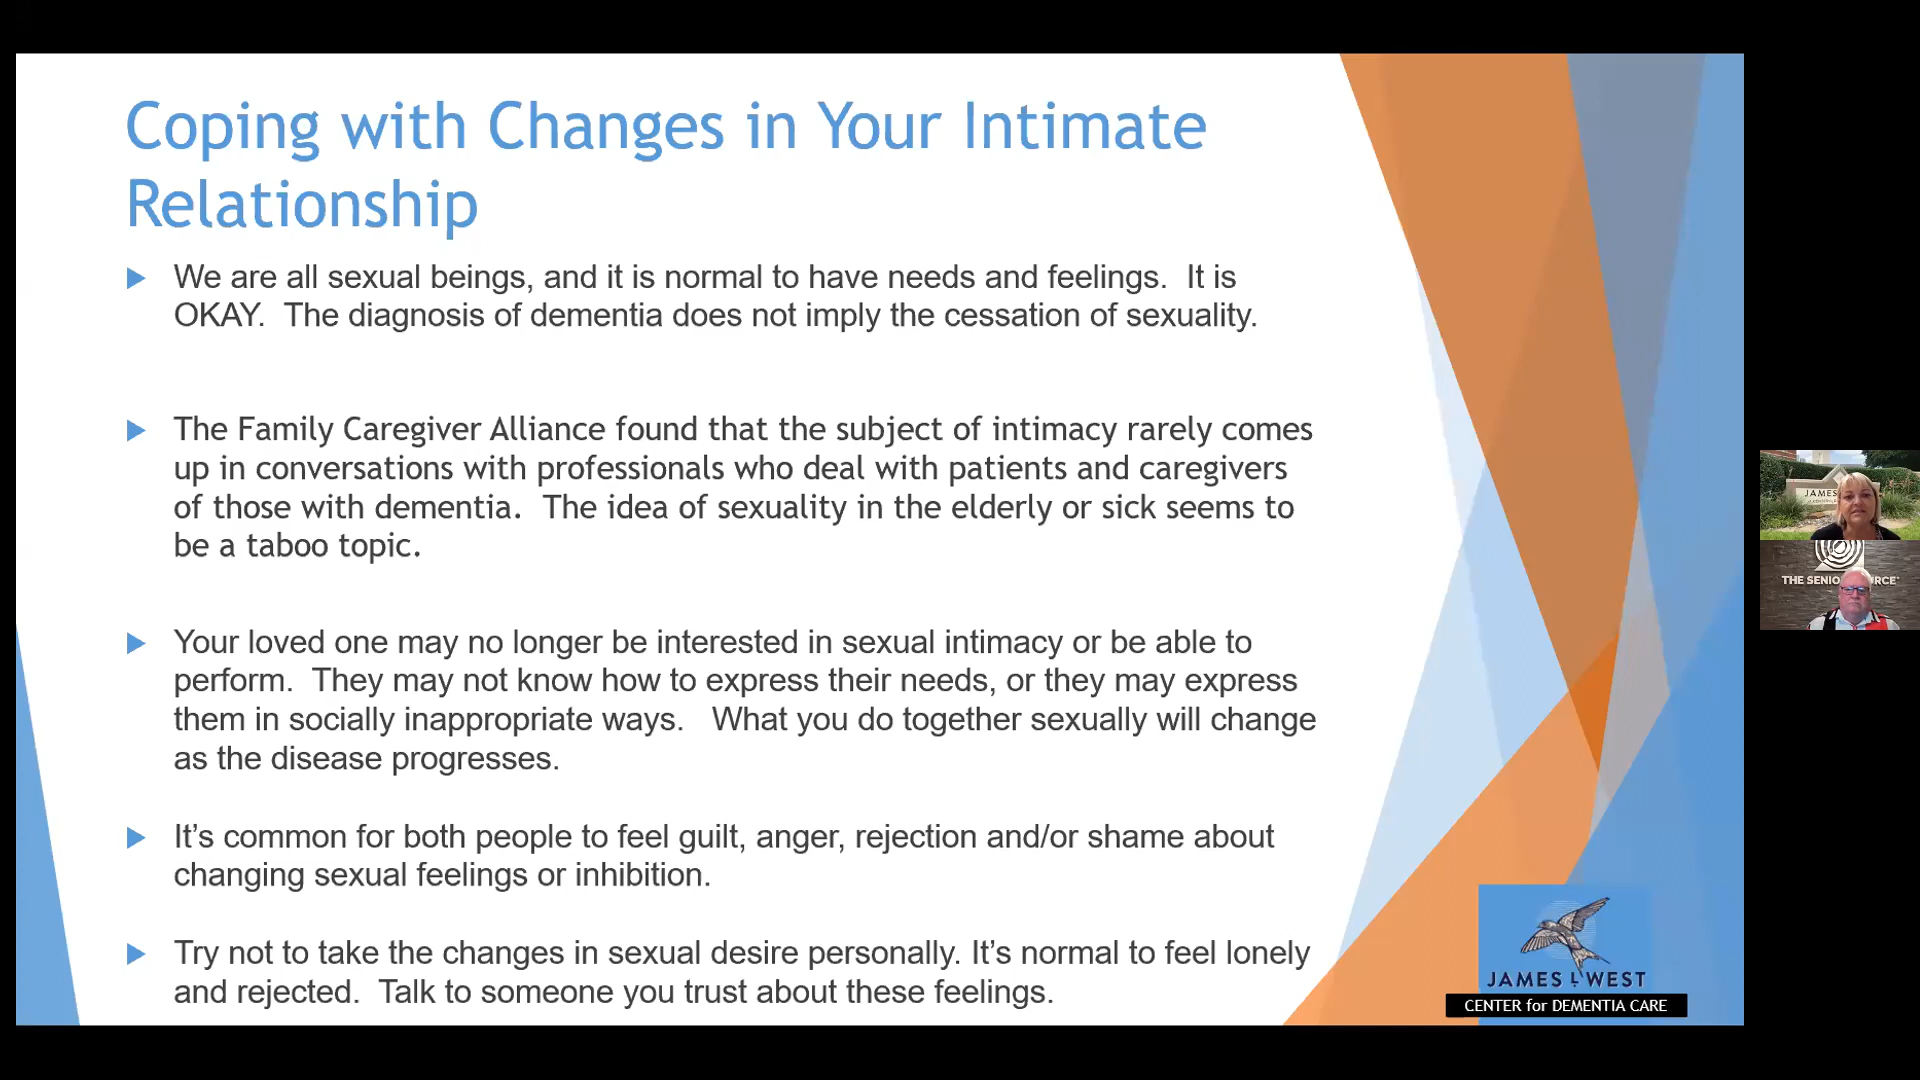 Coping with Changes in Your Intimate
Relationship
We are all sexual beings, and it is normal to have needs and feelings.  It is
OKAY.  The diagnosis of dementia does not imply the cessation of sexuality.
The Family Caregiver Alliance found that the subject of intimacy rarely comes
up in conversations with professionals who deal with patients and caregivers
of those with dementia.  The idea of sexuality in the elderly or sick seems to
be a taboo topic.
Your loved one may no longer be interested in sexual intimacy or be able to
perform.  They may not know how to express their needs, or they may express
them in socially inappropriate ways.   What you do together sexually will change
as the disease progresses.
It’s common for both people to feel guilt, anger, rejection and/or shame about
changing sexual feelings or inhibition.
Try not to take the changes in sexual desire personally. It’s normal to feel lonely
and rejected.  Talk to someone you trust about these feelings.
JAMES L WEST
CENTER for DEMENTIA CARE
JAMES
THE SENIO RCE